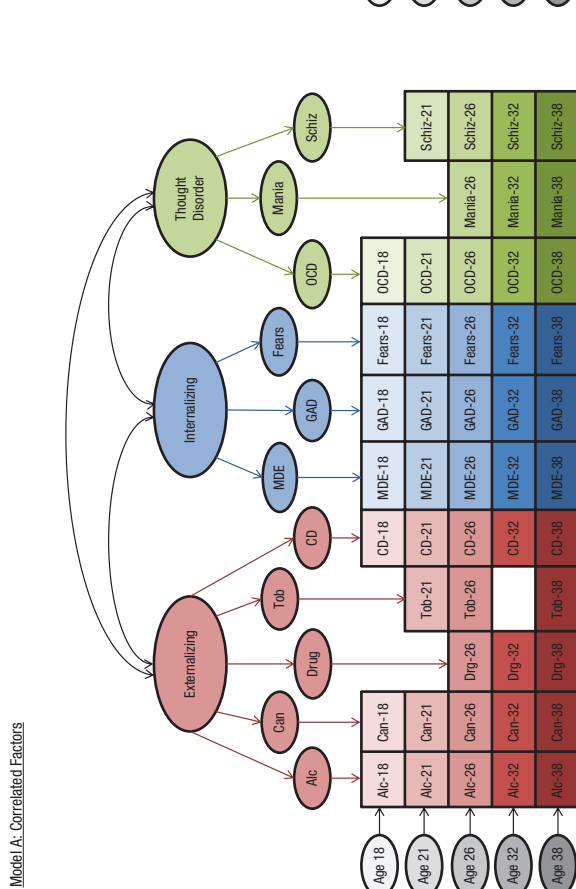 Model A: Correlated Factors
Externalizing
Internalizing
Thought
Disorder
Alc
Can
Drug
Tob
CD
MDE
GAD
Fears
OCD
Mania
Schiz
Age 18
Alc-18
Can-18
CD-18
MDE-18
GAD-18
Fears-18
OCD-18
Age 21
Alc-21
Can-21
Tob-21
CD-21
MDE-21
GAD-21
Fears-21
OCD-21
Schiz-21
Age 26
Alc-26
Can-26
Drg-26
Tob-26
CD-26
MDE-26
GAD-26
Fears-26
OCD-26
Mania-26
Schiz-26
Age 32
Alc-32
Can-32
Drg-32
CD-32
MDE-32
GAD-32
Fears-32
OCD-32
Mania-32
Schiz-32
Age 38
Alc-38
Can-38
Drg-38
Tob-38
CD-38
MDE-38
GAD-38
Fears-38
OCD-38
Mania-38
Schiz-38